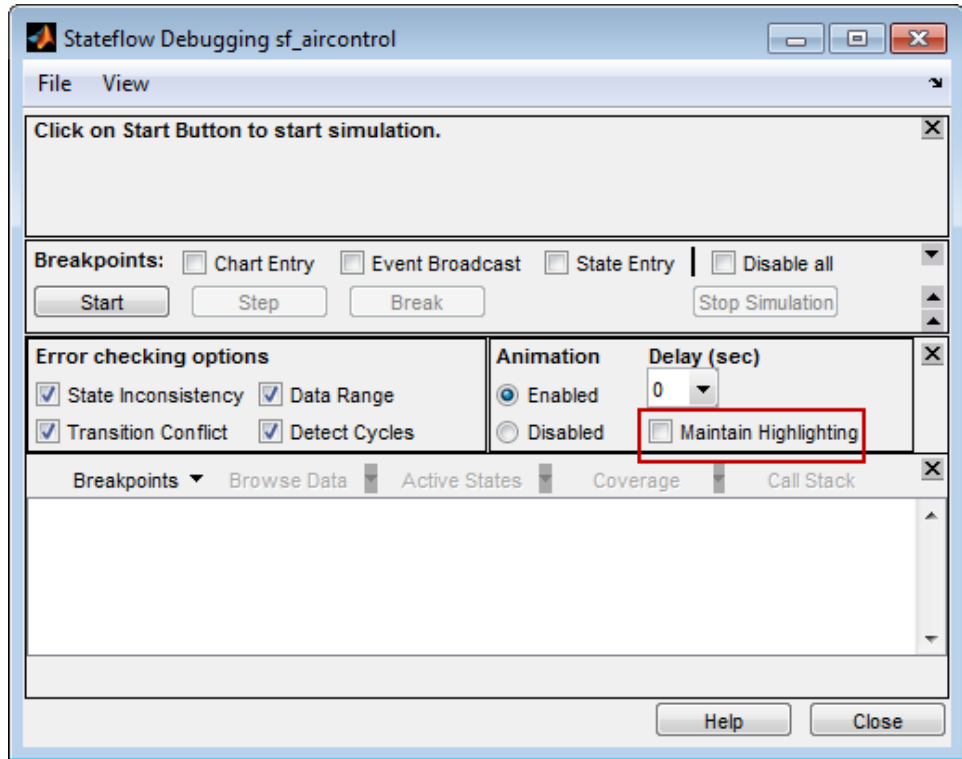 Stateflow Debugging sf_aircontrol
File View
Click on Start Button to start simulation.
Breakpoints: Chart Entry Event Broadcast State Entry Disable all
Start Step Break Stop Simulation
Error checking options Animation Delay (sec)
State Inconsistency Data Range Enabled 0
Transition Conflict Detect Cycles Disabled Maintain Highlighting
Breakpoints Browse Data Active States Coverage Call Stack
Help Close